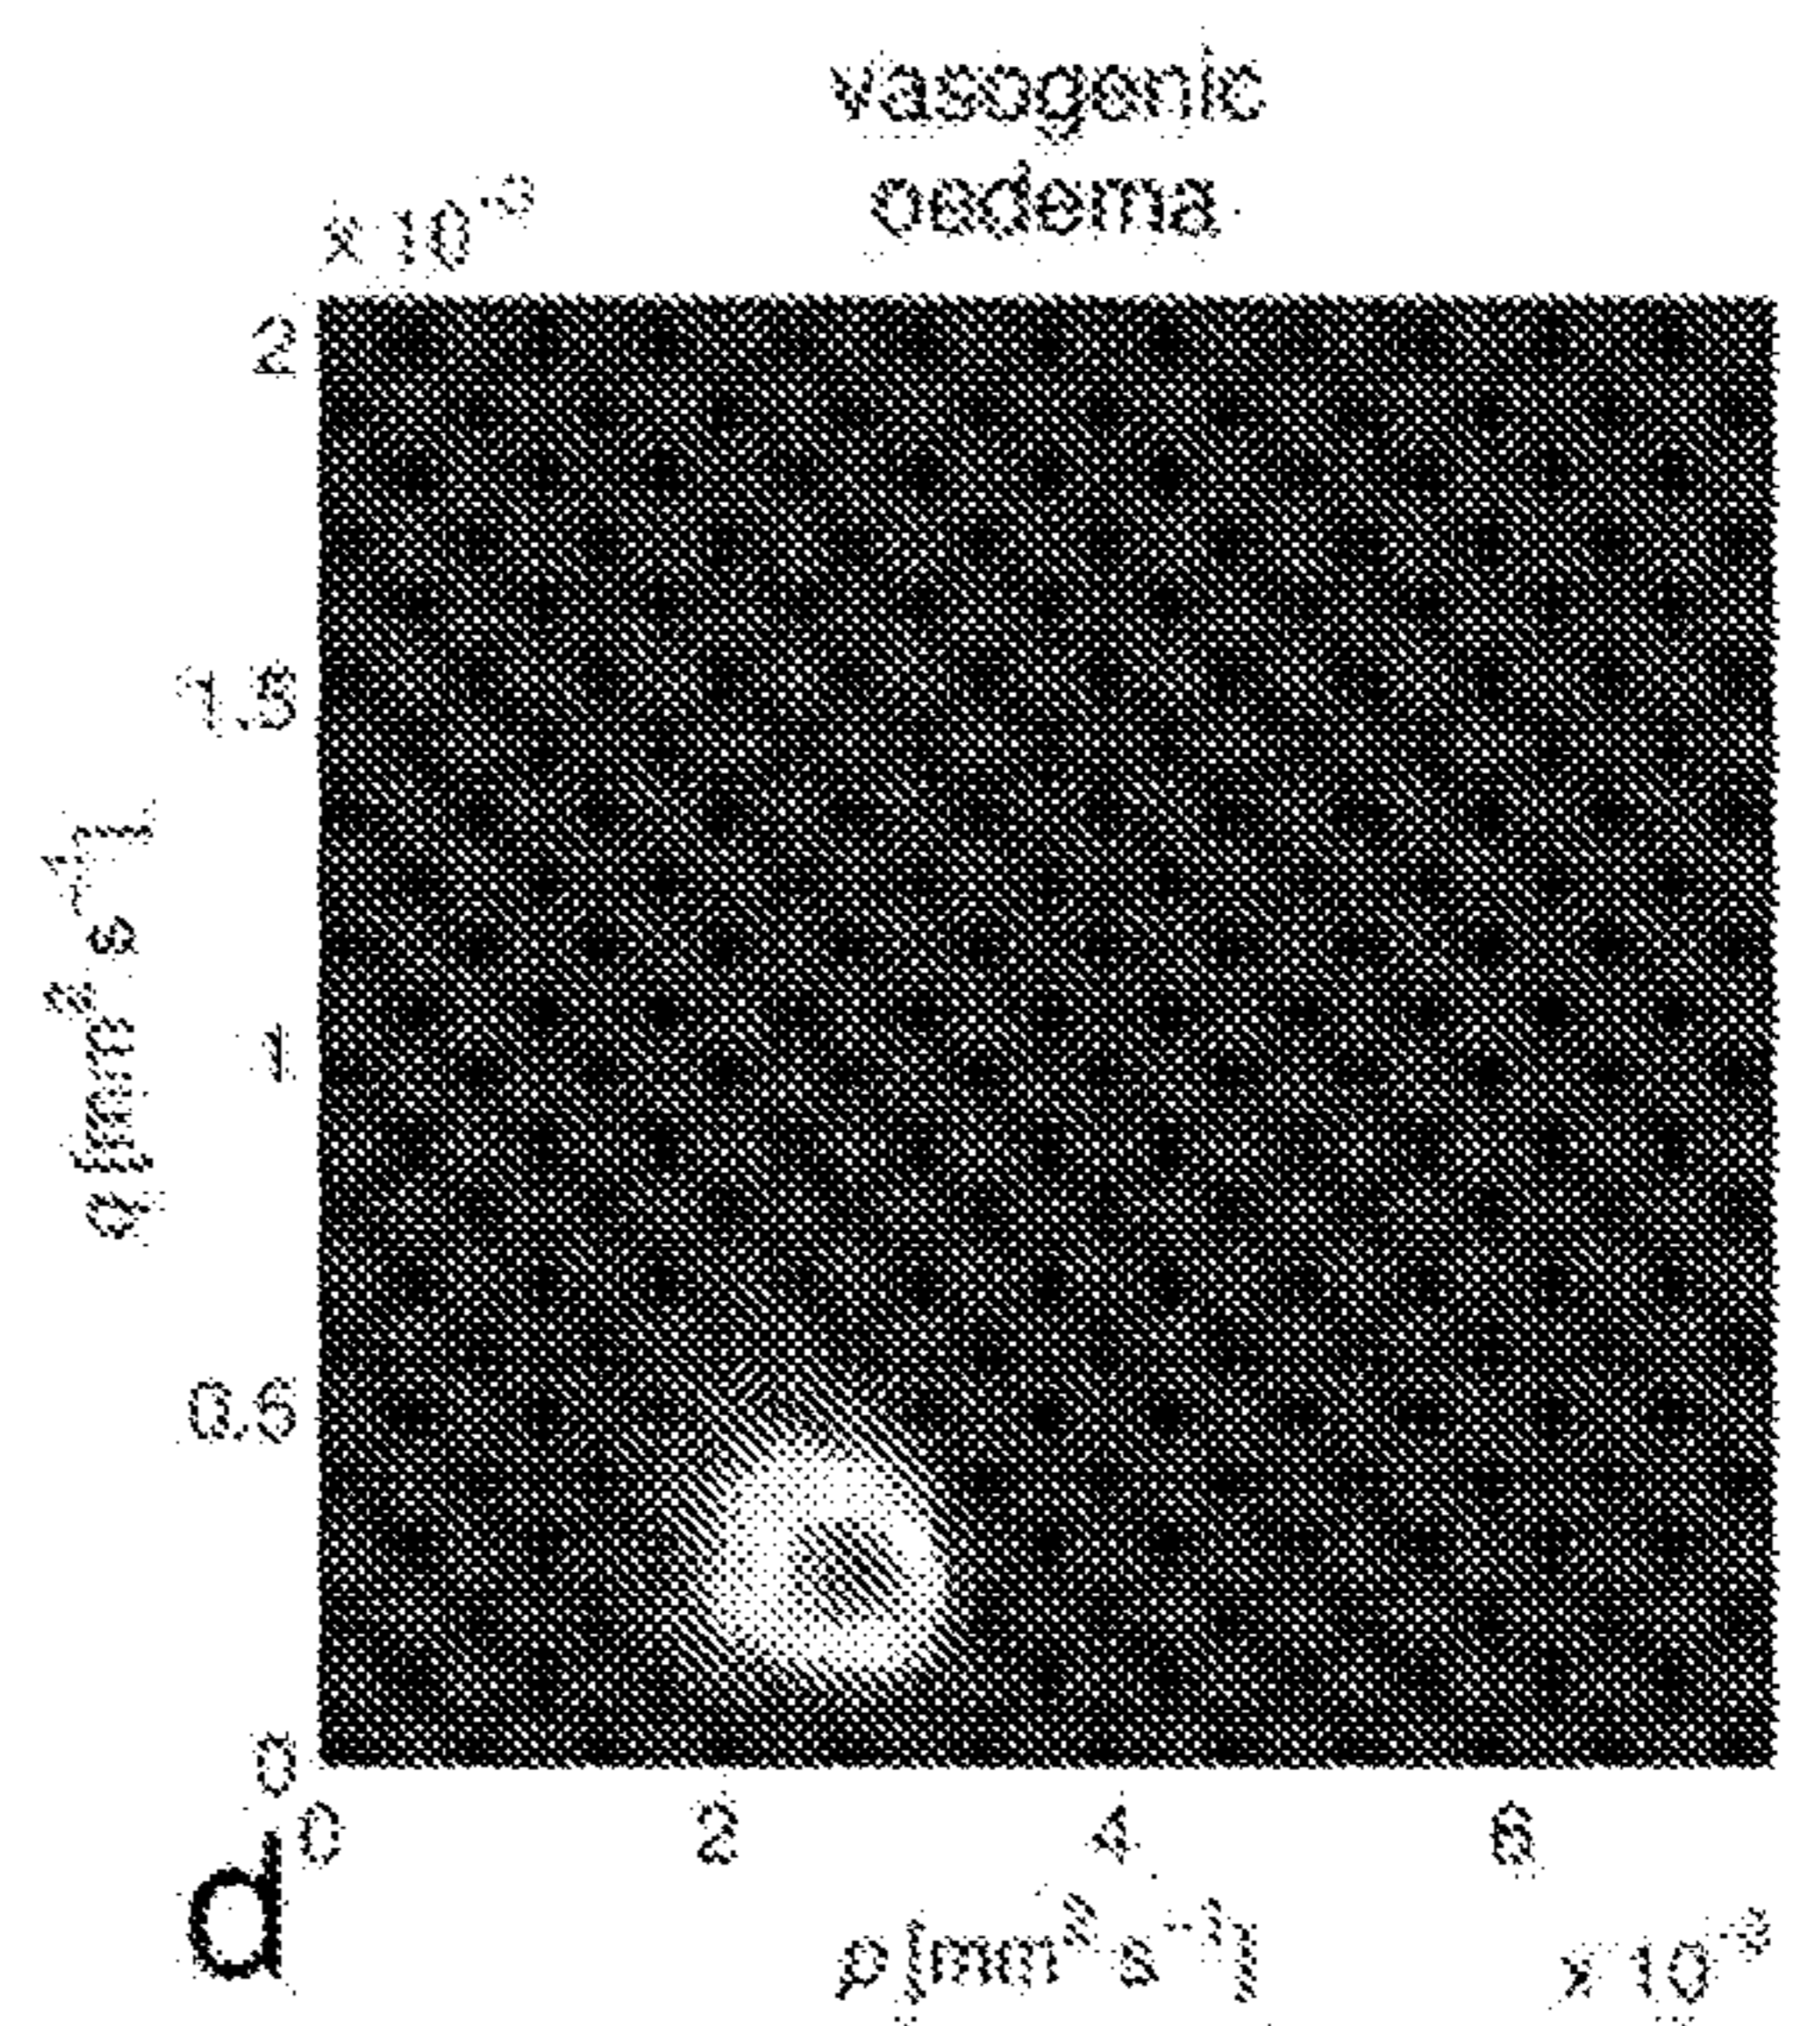 vasogenic
oedema
x 10^-3
2
1.5
1
0.5
0
q [mm² s⁻¹]
0 2 4 6
d
p [mm² s⁻¹]
x 10^-3